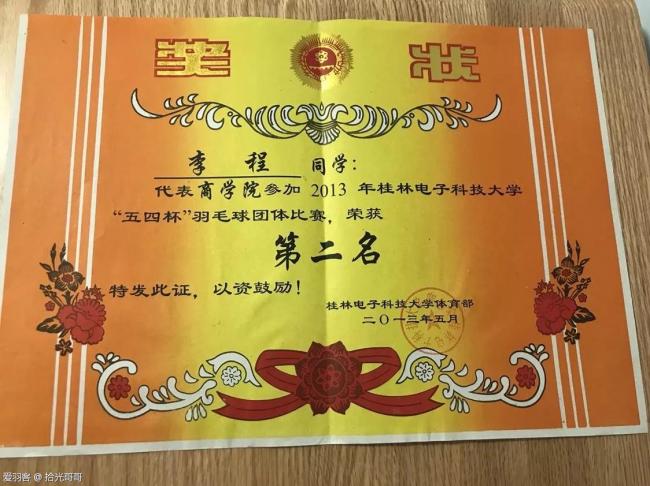 奖状
李 程 同学：
代表商学院参加 2013 年桂林电子科技大学
“五四杯”羽毛球团体比赛，荣获
第二名
特发此证，以资鼓励！
桂林电子科技大学体育部
二〇一三年五月
爱羽客 @ 拾光哥哥